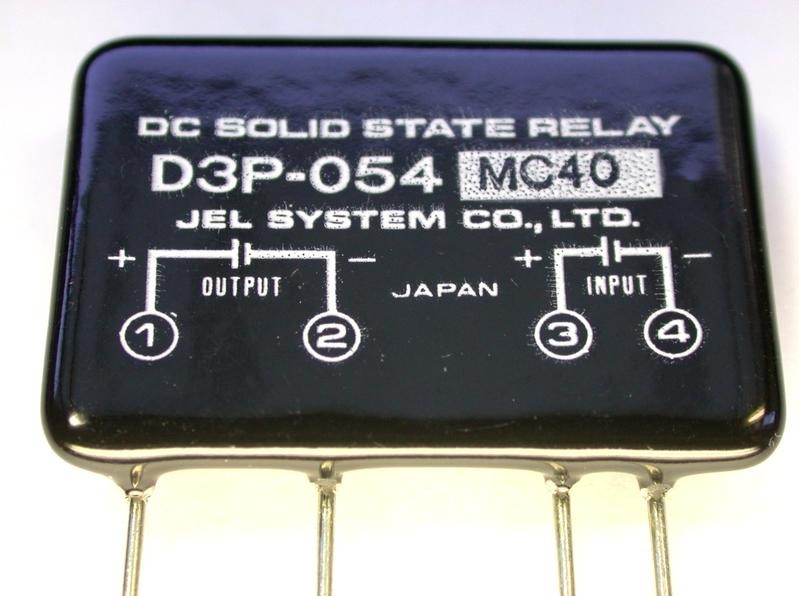 DC SOLID STATE RELAY
D3P-054 MC40
JEL SYSTEM CO., LTD.
+ - + -
OUTPUT JAPAN INPUT
1 2 3 4